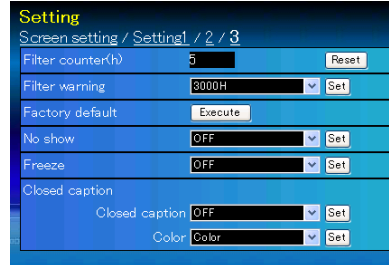 Setting
Screen setting / Setting1 / 2 / 3
Filter counter(h) 5 Reset
Filter warning 3000H Set
Factory default Execute
No show OFF Set
Freeze OFF Set
Closed caption
Closed caption OFF Set
Color Color Set